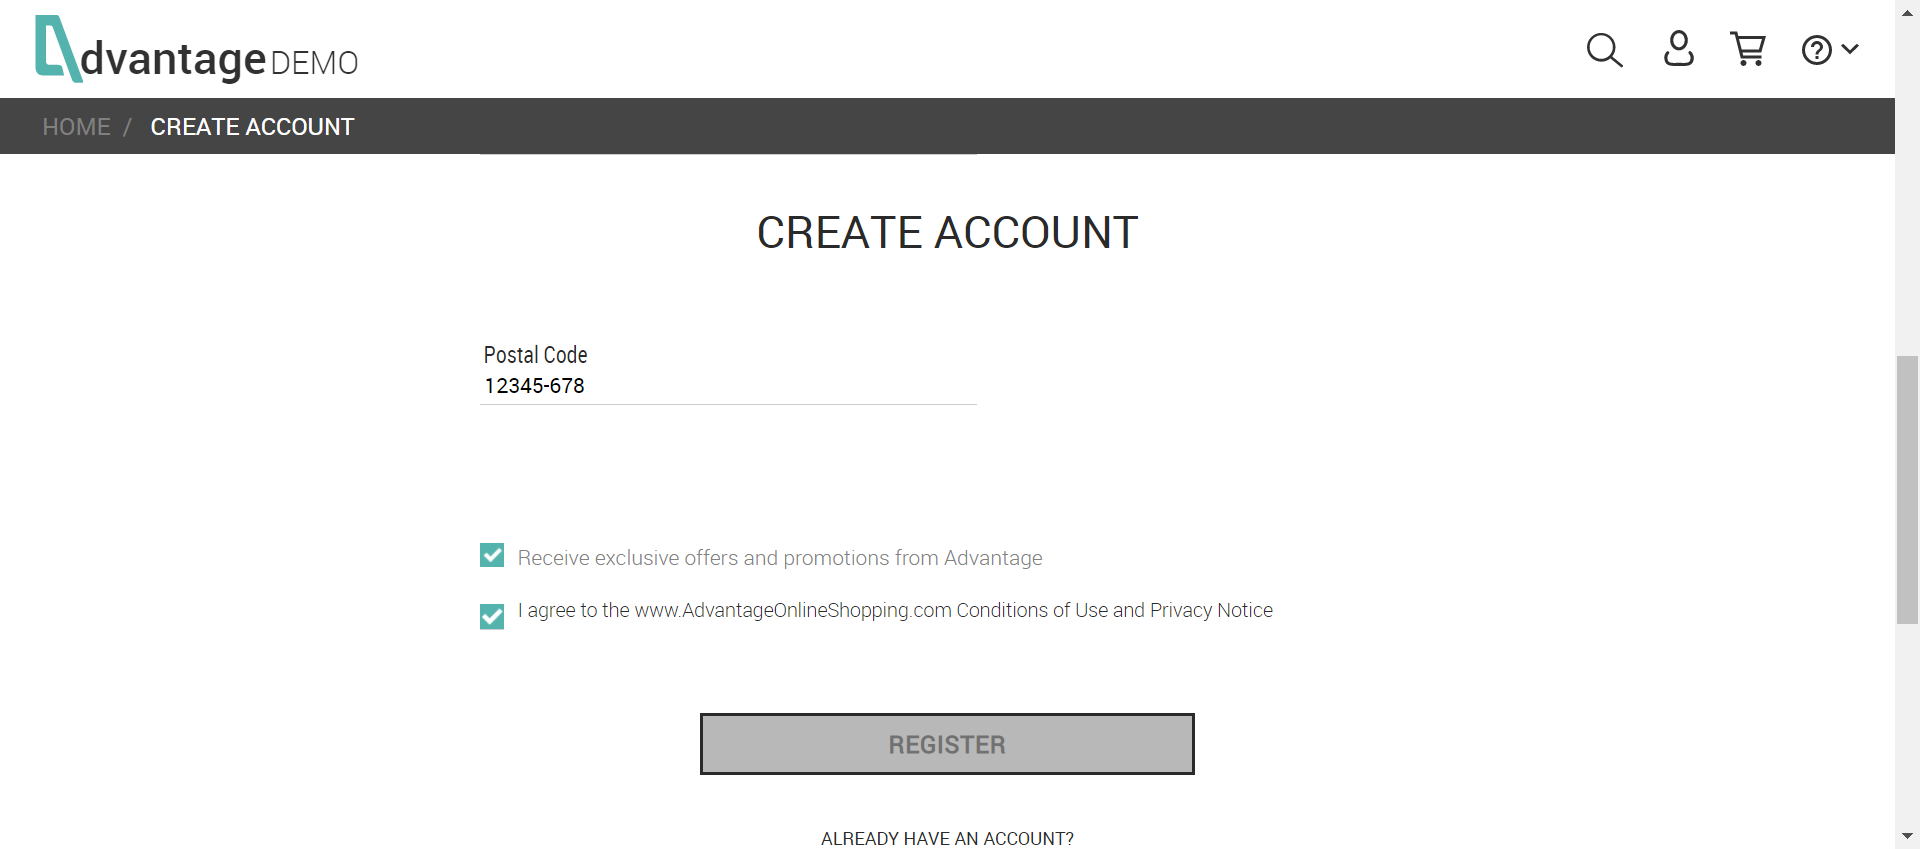 dvantage DEMO
HOME / CREATE ACCOUNT
CREATE ACCOUNT
Postal Code
12345-678
Receive exclusive offers and promotions from Advantage
I agree to the www.AdvantageOnlineShopping.com Conditions of Use and Privacy Notice
REGISTER
ALREADY HAVE AN ACCOUNT?